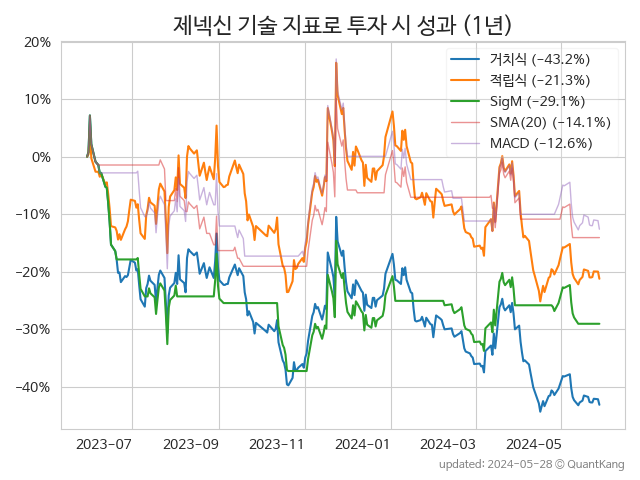 제넥신 기술 지표로 투자 시 성과 (1년)
거치식 (−43.2%)
적립식 (−21.3%)
SigM (−29.1%)
SMA(20) (−14.1%)
MACD (−12.6%)
20%
10%
0%
−10%
−20%
−30%
−40%
2023-07
2023-09
2023-11
2024-01
2024-03
2024-05
updated: 2024-05-28 © QuantKang